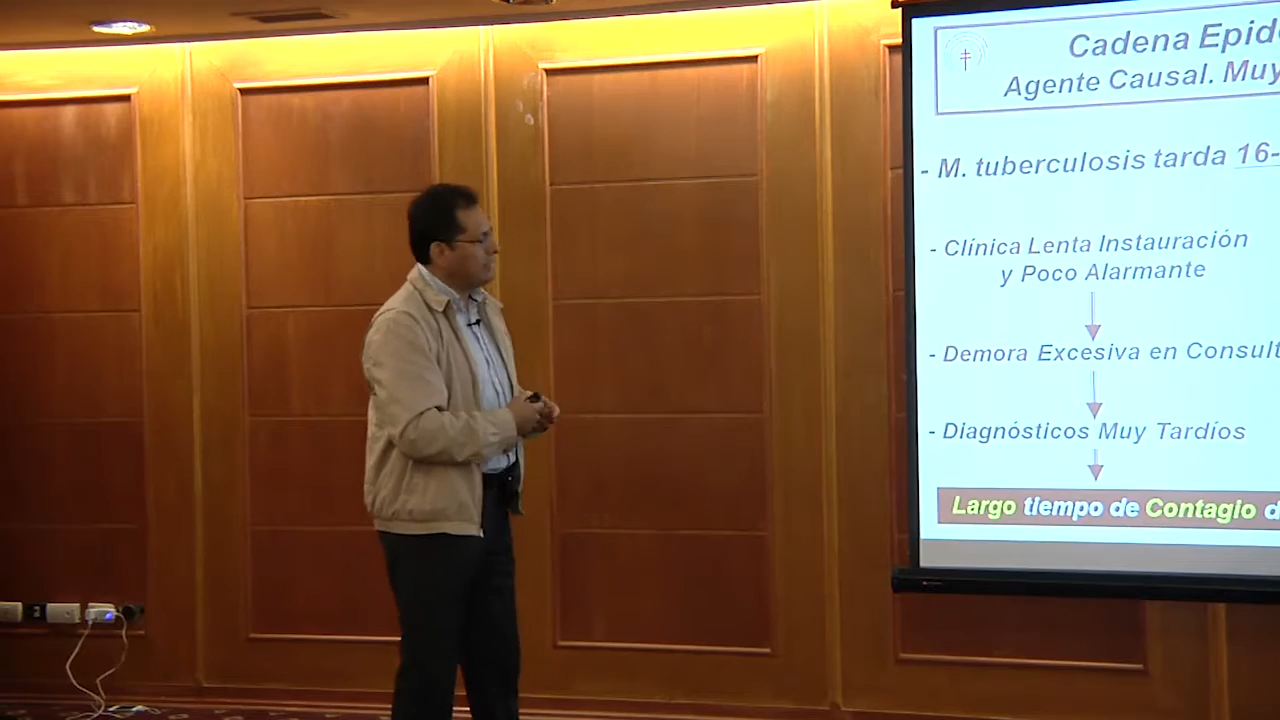 Cadena Epid
Agente Causal. Muy
- M. tuberculosis tarda 16-
- Clínica Lenta Instauración
y Poco Alarmante
- Demora Excesiva en Consult
- Diagnósticos Muy Tardíos
Largo tiempo de Contagio d